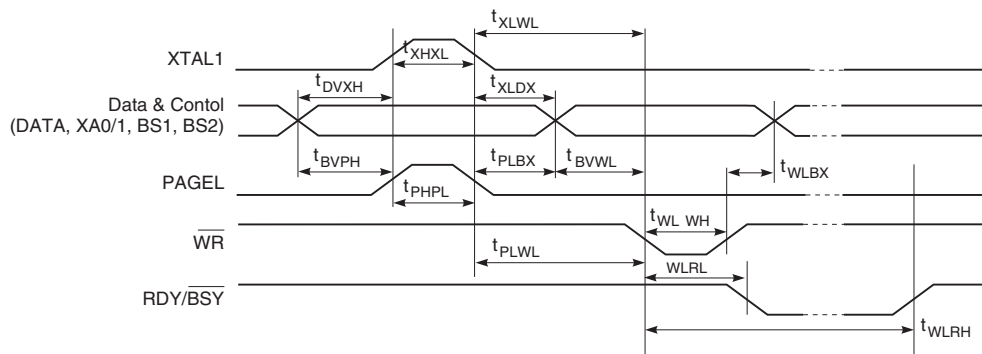 tXLWL
XTAL1
tXHXL
tDVXH
tXLDX
Data & Contol
(DATA, XA0/1, BS1, BS2)
tBVPH
tPLBX
tBVWL
tWLBX
PAGEL
tPHPL
tWL WH
WR
tPLWL
WLRL
RDY/BSY
tWLRH